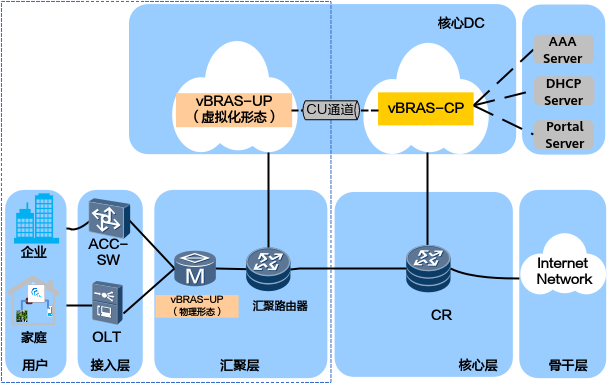 核心DC
AAA
Server
DHCP
Server
Portal
Server
vBRAS-UP
（虚拟化形态）
CU通道
vBRAS-CP
企业
ACC-
SW
M
vBRAS-UP
（物理形态）
汇聚路由器
CR
Internet
Network
家庭
OLT
用户
接入层
汇聚层
核心层
骨干层